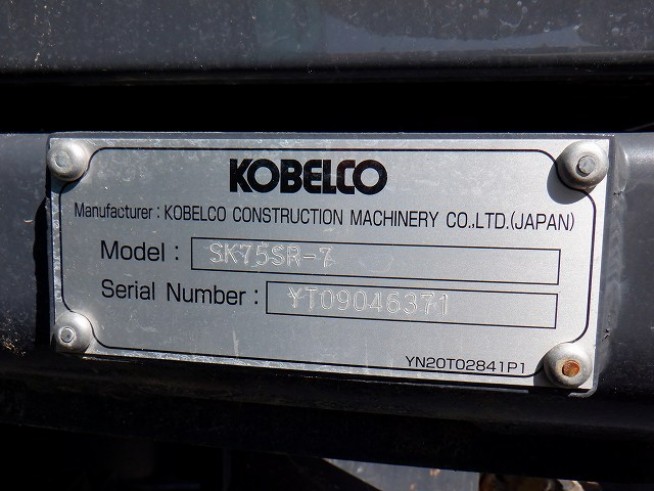 KOBELCO
Manufacturer : KOBELCO CONSTRUCTION MACHINERY CO.,LTD.(JAPAN)
Model : SK75SR-7
Serial Number : YT09046371
YN20T02841P1